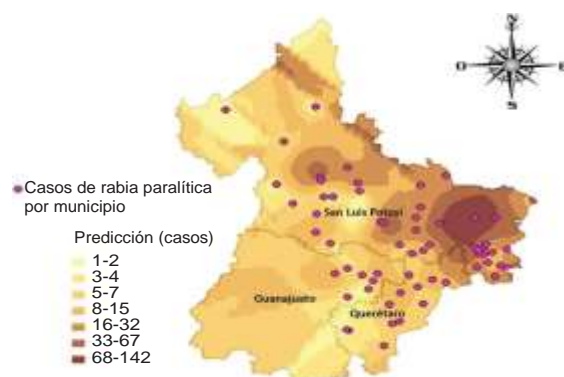 N
O
E
S
Casos de rabia paralítica
por municipio
San Luis Potosí
Predicción (casos)
1-2
3-4
5-7
8-15
16-32
33-67
68-142
Guanajuato
Querétaro